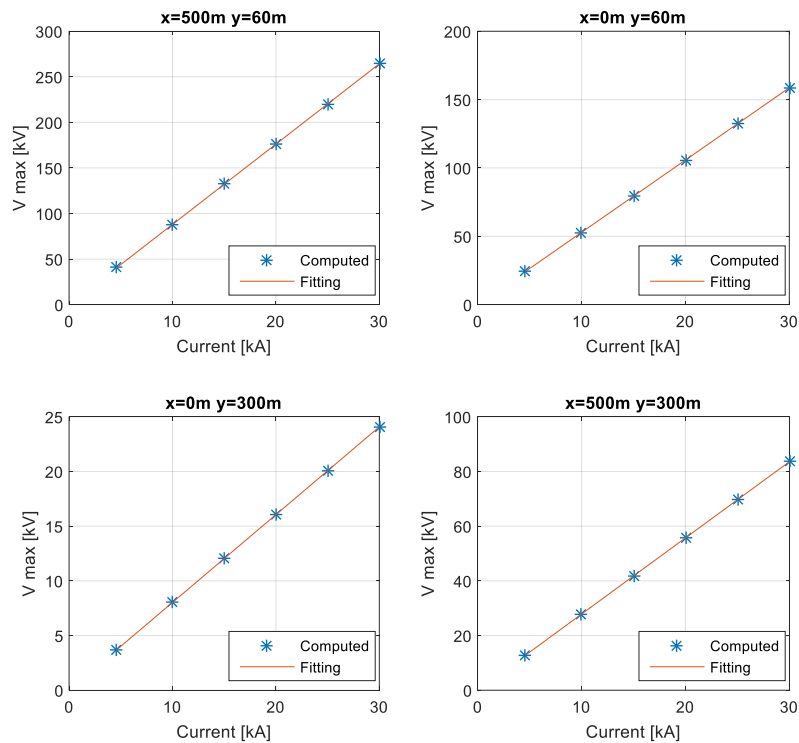 x=500m y=60m
300
250
200
150
100
50
0
V max [kV]
0 10 20 30
Current [kA]
Computed
Fitting
x=0m y=60m
200
150
100
50
0
V max [kV]
0 10 20 30
Current [kA]
Computed
Fitting
x=0m y=300m
25
20
15
10
5
0
V max [kV]
0 10 20 30
Current [kA]
Computed
Fitting
x=500m y=300m
100
80
60
40
20
0
V max [kV]
0 10 20 30
Current [kA]
Computed
Fitting